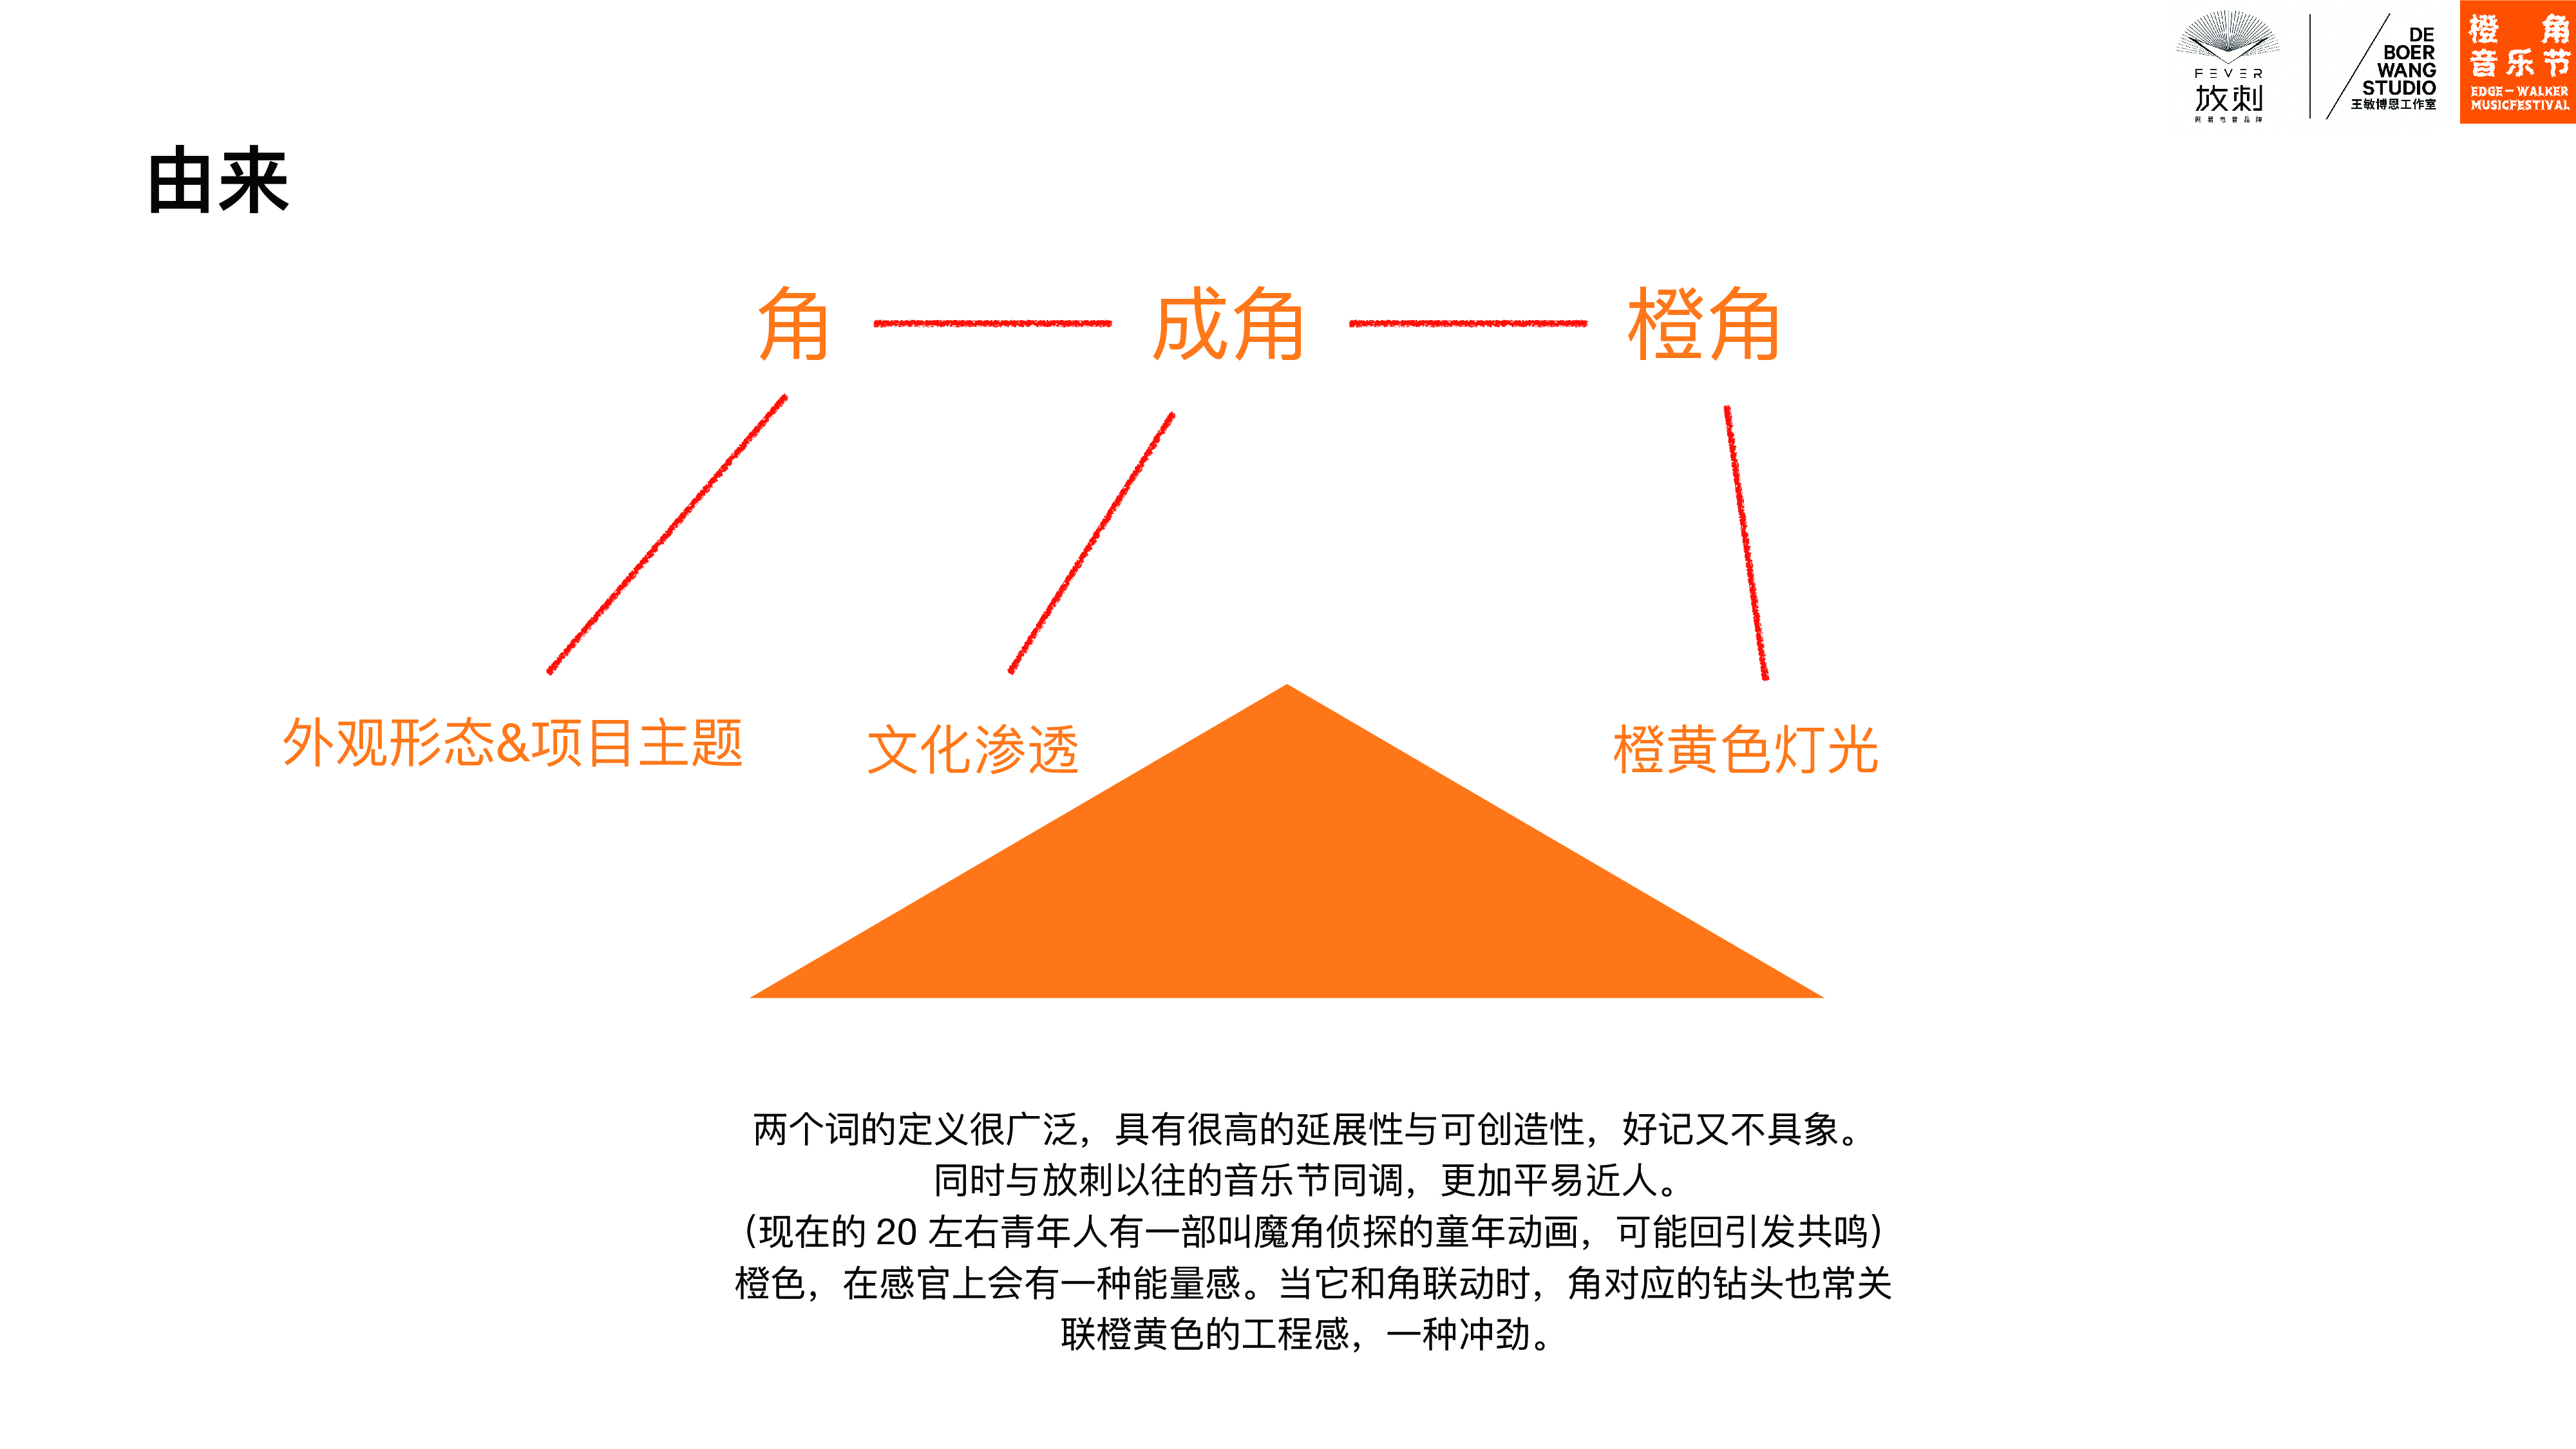 FEVER
放刺
网易电音品牌
DE
BOER
WANG
STUDIO
王敏博恩工作室
橙 角
音乐节
EDGE-WALKER
MUSICFESTIVAL
由来
角 成角 橙角
外观形态&项目主题 文化渗透 橙黄色灯光
两个词的定义很广泛，具有很高的延展性与可创造性，好记又不具象。
同时与放刺以往的音乐节同调，更加平易近人。
（现在的 20 左右青年人有一部叫魔角侦探的童年动画，可能回引发共鸣）
橙色，在感官上会有一种能量感。当它和角联动时，角对应的钻头也常关
联橙黄色的工程感，一种冲劲。